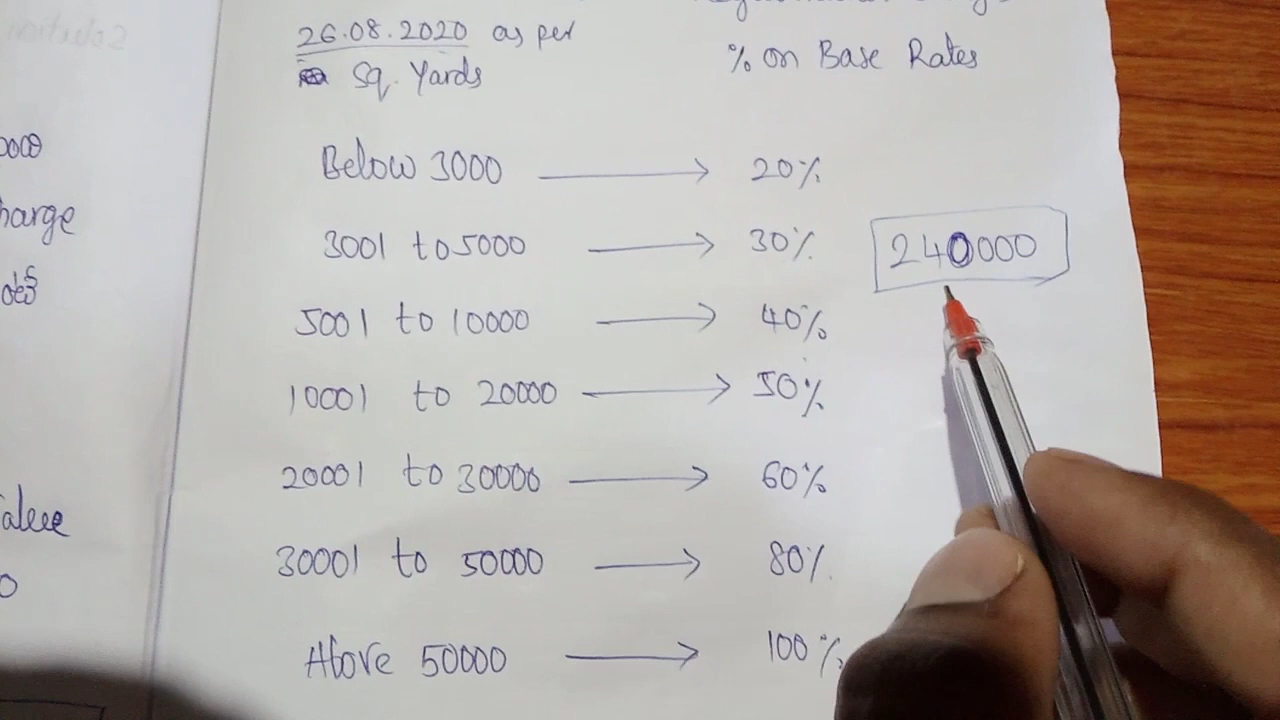 26.08.2020 as per
Sq. Yards
% on Base Rates
Below 3000 → 20%
3001 to 5000 → 30%
240000
5001 to 10000 → 40%
10001 to 20000 → 50%
20001 to 30000 → 60%
30001 to 50000 → 80%
Above 50000 → 100%